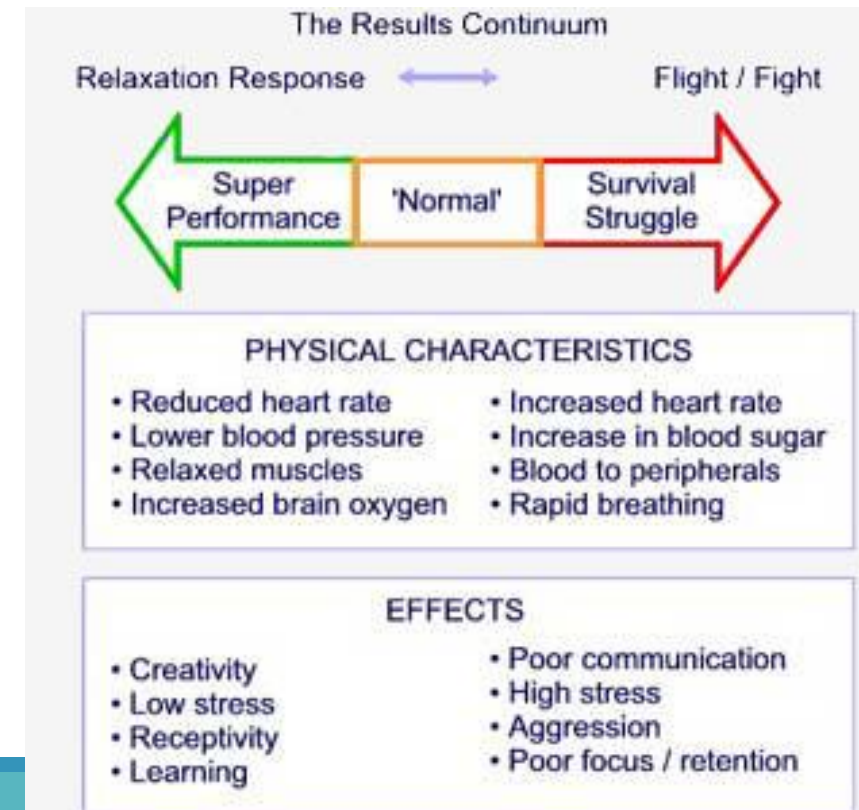 The Results Continuum
Relaxation Response
Flight / Fight
Super
Performance
'Normal'
Survival
Struggle
PHYSICAL CHARACTERISTICS
• Reduced heart rate
• Lower blood pressure
• Relaxed muscles
• Increased brain oxygen
• Increased heart rate
• Increase in blood sugar
• Blood to peripherals
• Rapid breathing
EFFECTS
• Creativity
• Low stress
• Receptivity
• Learning
• Poor communication
• High stress
• Aggression
• Poor focus / retention